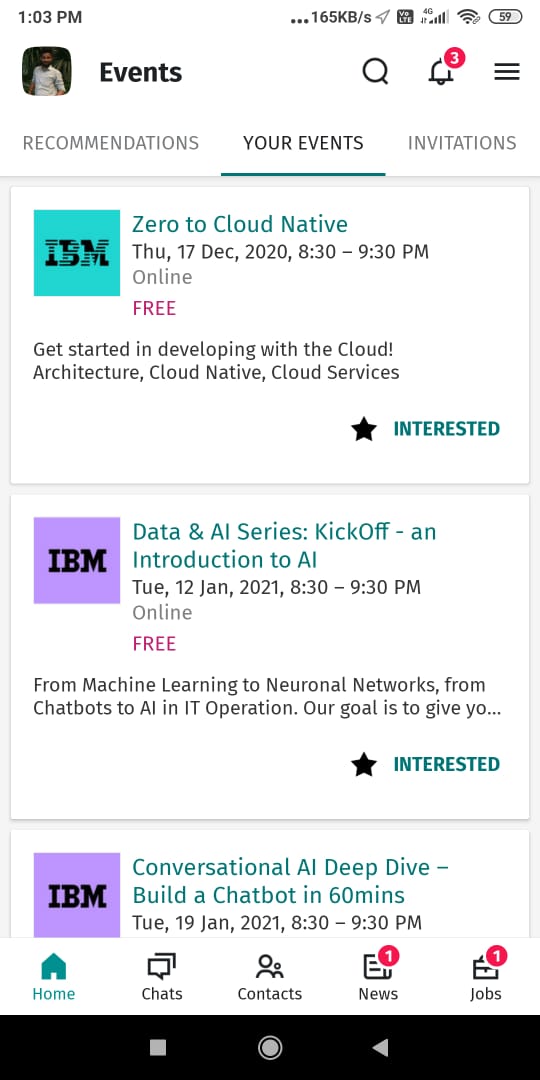 1:03 PM
...165KB/s
Vo LTE
4G
59
Events
3
RECOMMENDATIONS
YOUR EVENTS
INVITATIONS
IBM
Zero to Cloud Native
Thu, 17 Dec, 2020, 8:30 – 9:30 PM
Online
FREE
Get started in developing with the Cloud!
Architecture, Cloud Native, Cloud Services
INTERESTED
IBM
Data & AI Series: KickOff - an
Introduction to AI
Tue, 12 Jan, 2021, 8:30 – 9:30 PM
Online
FREE
From Machine Learning to Neuronal Networks, from
Chatbots to AI in IT Operation. Our goal is to give yo...
INTERESTED
IBM
Conversational AI Deep Dive –
Build a Chatbot in 60mins
Tue, 19 Jan, 2021, 8:30 – 9:30 PM
1
1
Home
Chats
Contacts
News
Jobs